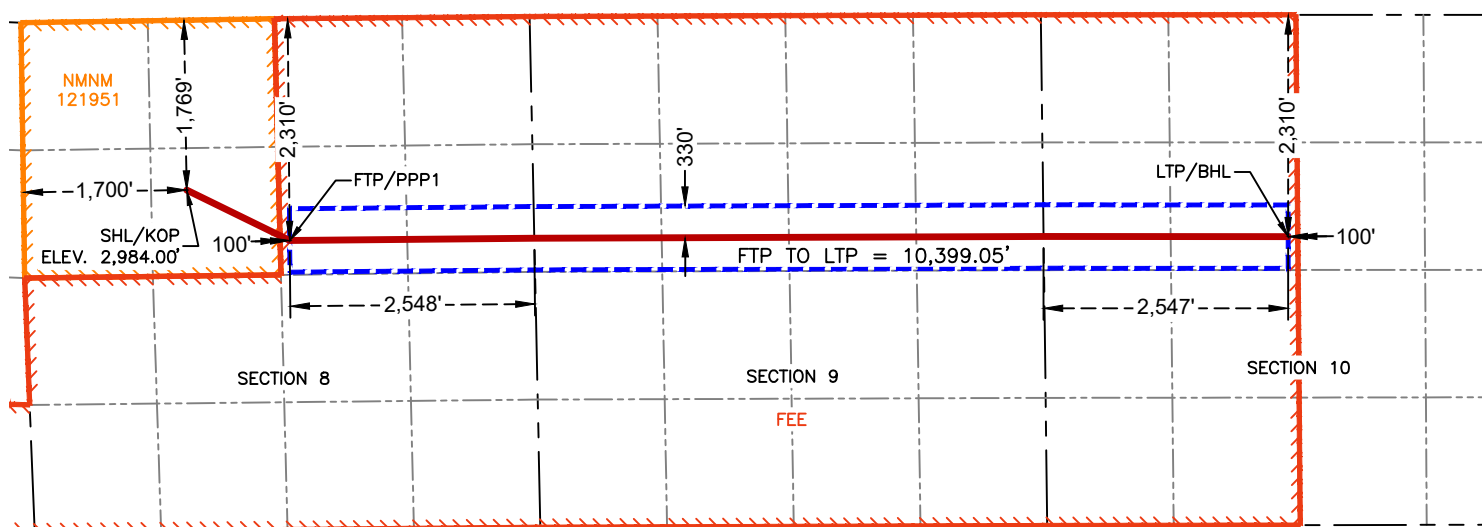 NMNM
121951
1,769'
2,310'
330'
2,310'
1,700'
FTP/PPP1
LTP/BHL
SHL/KOP
ELEV. 2,984.00'
100'
100'
FTP TO LTP = 10,399.05'
2,548'
2,547'
SECTION 8
SECTION 9
SECTION 10
FEE